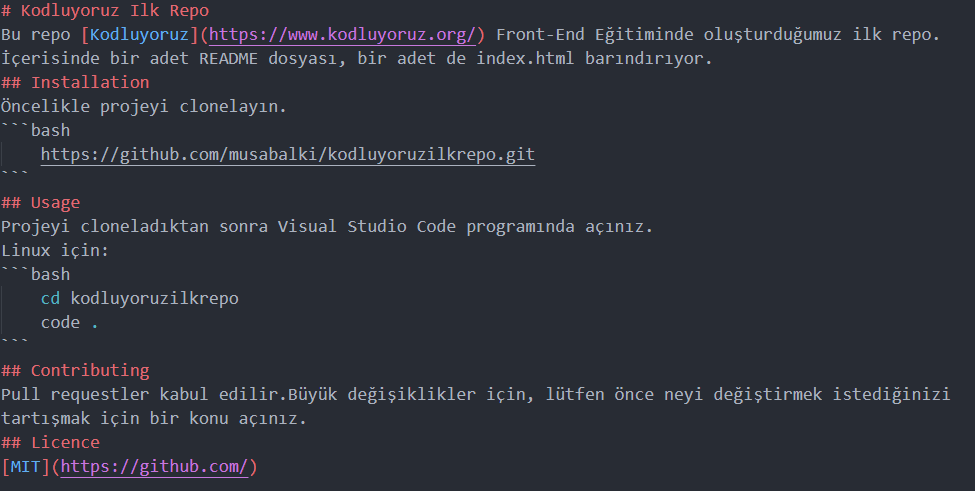 # Kodluyoruz Ilk Repo
Bu repo [Kodluyoruz](https://www.kodluyoruz.org/) Front-End Eğitiminde oluşturduğumuz ilk repo.
İçerisinde bir adet README dosyası, bir adet de index.html barındırıyor.
## Installation
Öncelikle projeyi clonelayın.
```bash
    https://github.com/musabalki/kodluyoruzilkrepo.git
```
## Usage
Projeyi cloneladıktan sonra Visual Studio Code programında açınız.
Linux için:
```bash
    cd kodluyoruzilkrepo
    code .
```
## Contributing
Pull requestler kabul edilir.Büyük değişiklikler için, lütfen önce neyi değiştirmek istediğinizi
tartışmak için bir konu açınız.
## Licence
[MIT](https://github.com/)